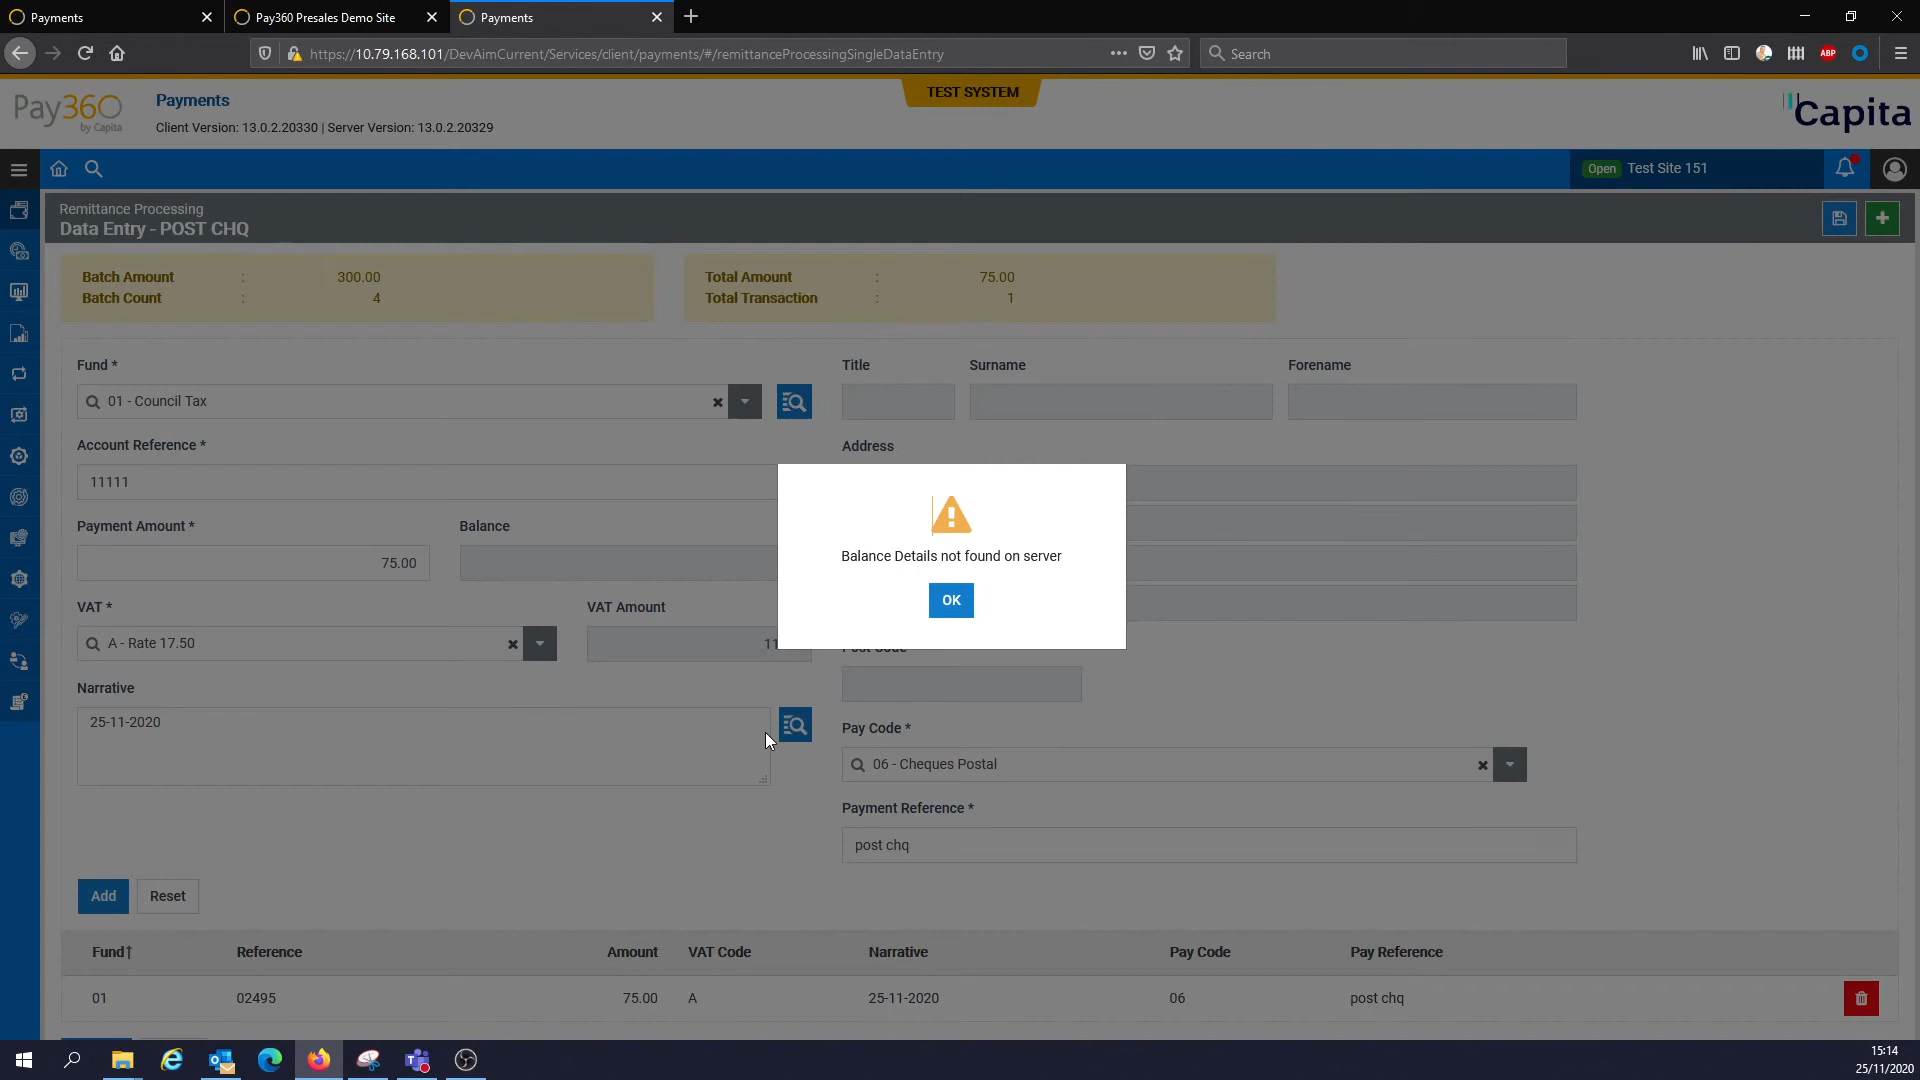 Payments
Pay360 Presales Demo Site
Payments
https://10.79.168.101/DevAimCurrent/Services/client/payments/#/remittanceProcessingSingleDataEntry
Search
ABP
Pay360
by Capita
Payments
Client Version: 13.0.2.20330 | Server Version: 13.0.2.20329
TEST SYSTEM
Capita
Open Test Site 151
Remittance Processing
Data Entry - POST CHQ
Batch Amount : 300.00
Batch Count : 4
Total Amount : 75.00
Total Transaction : 1
Fund *
01 - Council Tax
Title Surname Forename
Account Reference *
11111
Address
Payment Amount *
75.00
Balance
Balance Details not found on server
OK
VAT *
A - Rate 17.50
VAT Amount
11
Post Code
Narrative
25-11-2020
Pay Code *
06 - Cheques Postal
Payment Reference *
post chq
Add
Reset
Fund↑ Reference Amount VAT Code Narrative Pay Code Pay Reference
01 02495 75.00 A 25-11-2020 06 post chq
15:14
25/11/2020